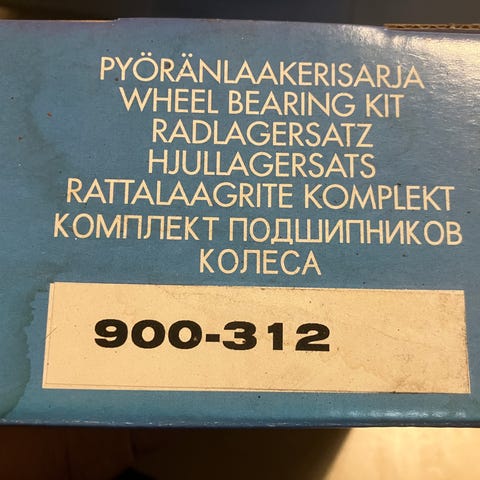 PYÖRÄNLAAKERISARJA
WHEEL BEARING KIT
RADLAGERSATZ
HJULLAGERSATS
RATTALAAGRITE KOMPLEKT
КОМПЛЕКТ ПОДШИПНИКОВ
КОЛЕСА
900-312